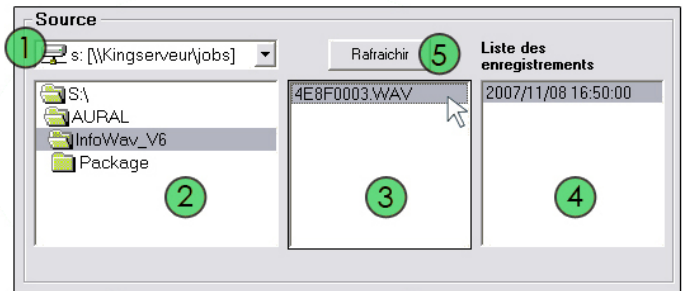 Source
1
s: [\\Kingserveur\jobs]
Rafraichir
5
Liste des
enregistrements
S:\
AURAL
InfoWav_V6
Package
2
4E8F0003.WAV
3
2007/11/08 16:50:00
4